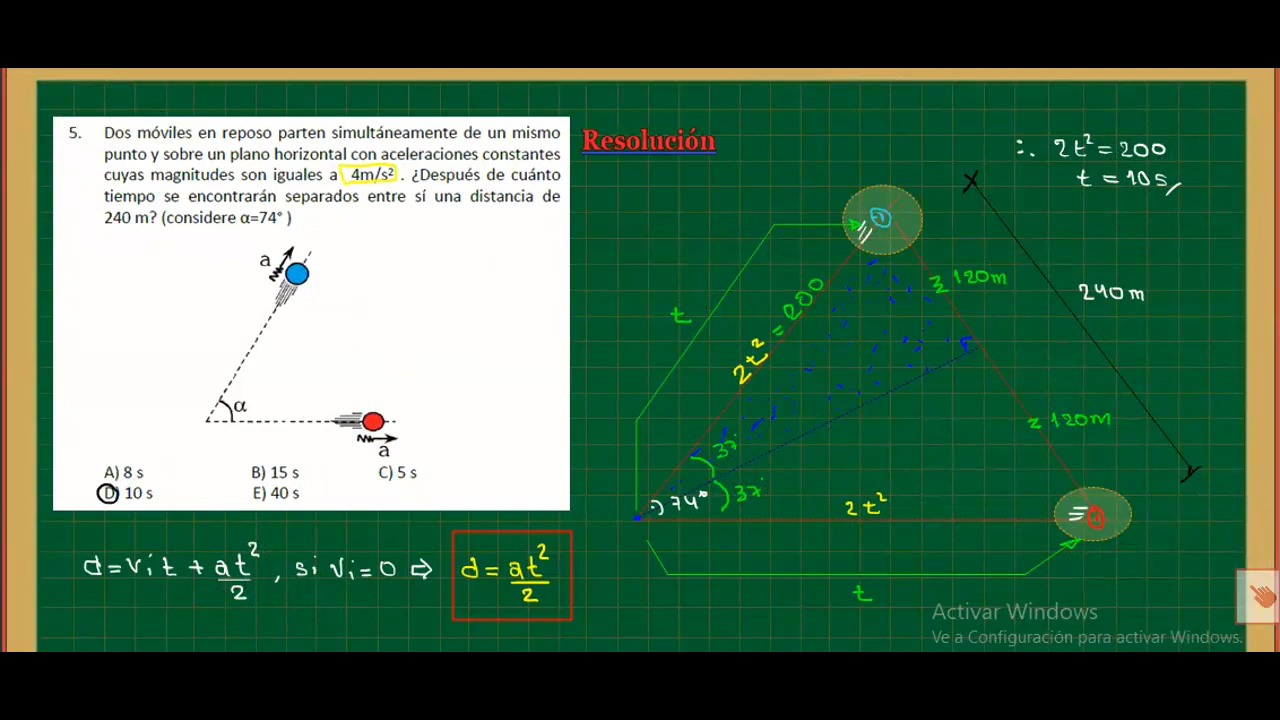 5. Dos móviles en reposo parten simultáneamente de un mismo
punto y sobre un plano horizontal con aceleraciones constantes
cuyas magnitudes son iguales a 4m/s² . ¿Después de cuánto
tiempo se encontrarán separados entre sí una distancia de
240 m? (considere α=74° )
a
α
a
A) 8 s B) 15 s C) 5 s
D) 10 s E) 40 s
d=Vit + at²/2 , si Vi=0 ⇒ d = at²/2
Resolución
∴ 2t²=200
t = 10s
120m
240m
t
2t² = 200
120m
37°
37°
74°
2t²
t
Activar Windows
Ve a Configuración para activar Windows.